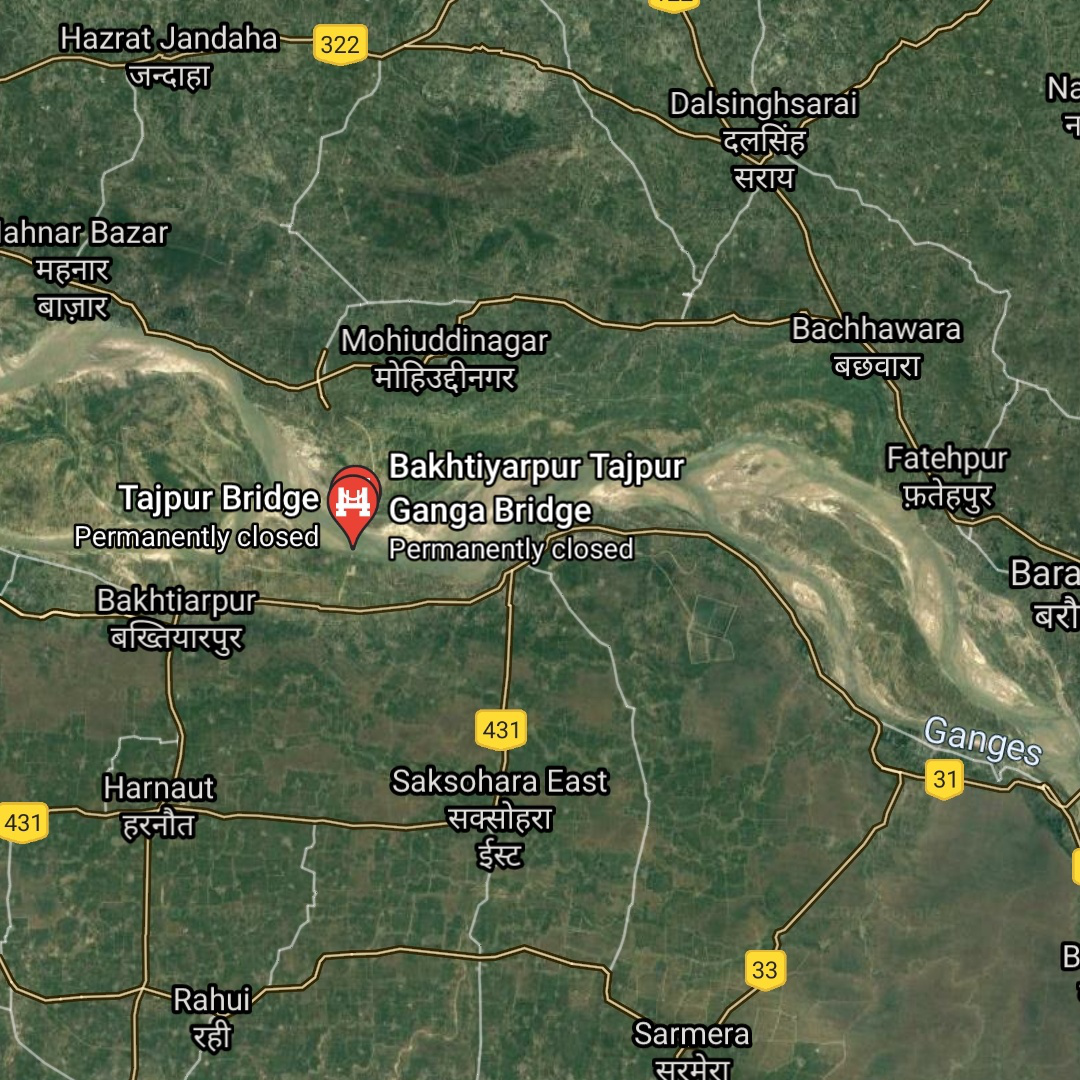 Hazrat Jandaha
जन्दाहा
322
Dalsinghsarai
दलसिंह
सराय
महनार
बाज़ार
Bazar
Mohiuddinagar
मोहिउद्दीनगर
Bachhawara
बछवारा
Fatehpur
फ़तेहपुर
Tajpur Bridge
Permanently closed
Bakhtiyarpur Tajpur
Ganga Bridge
Permanently closed
Bakhtiarpur
बख्तियारपुर
431
Ganges
31
Harnaut
हरनौत
431
Saksohara East
सक्सोहरा
ईस्ट
33
Rahui
रही
Sarmera
सरमेरा